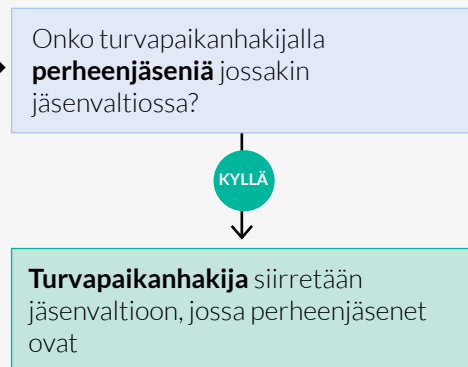 Onko turvapaikanhakijalla
perheenjäseniä jossakin
jäsenvaltiossa?
KYLLÄ
Turvapaikanhakija siirretään
jäsenvaltioon, jossa perheenjäsenet
ovat